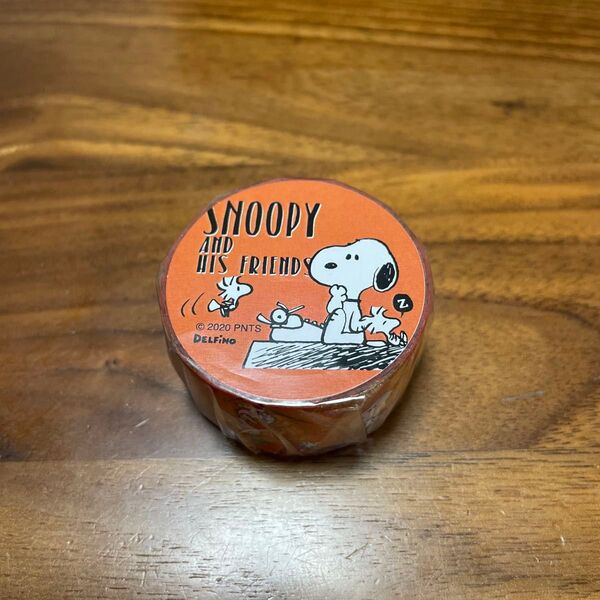 SNOOPY
AND
HIS FRIENDS
Z
© 2020 PNTS
DELFINO